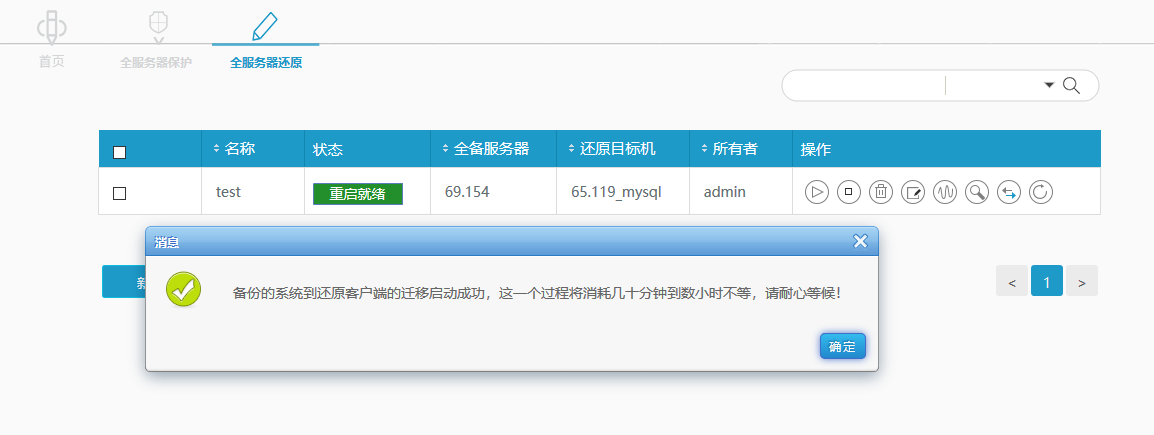 首页
全服务器保护
全服务器还原
名称
状态
全备服务器
还原目标机
所有者
操作
test
重启就绪
69.154
65.119_mysql
admin
消息
备份的系统到还原客户端的迁移启动成功，这一个过程将消耗几十分钟到数小时不等，请耐心等候！
确定
< 1 >